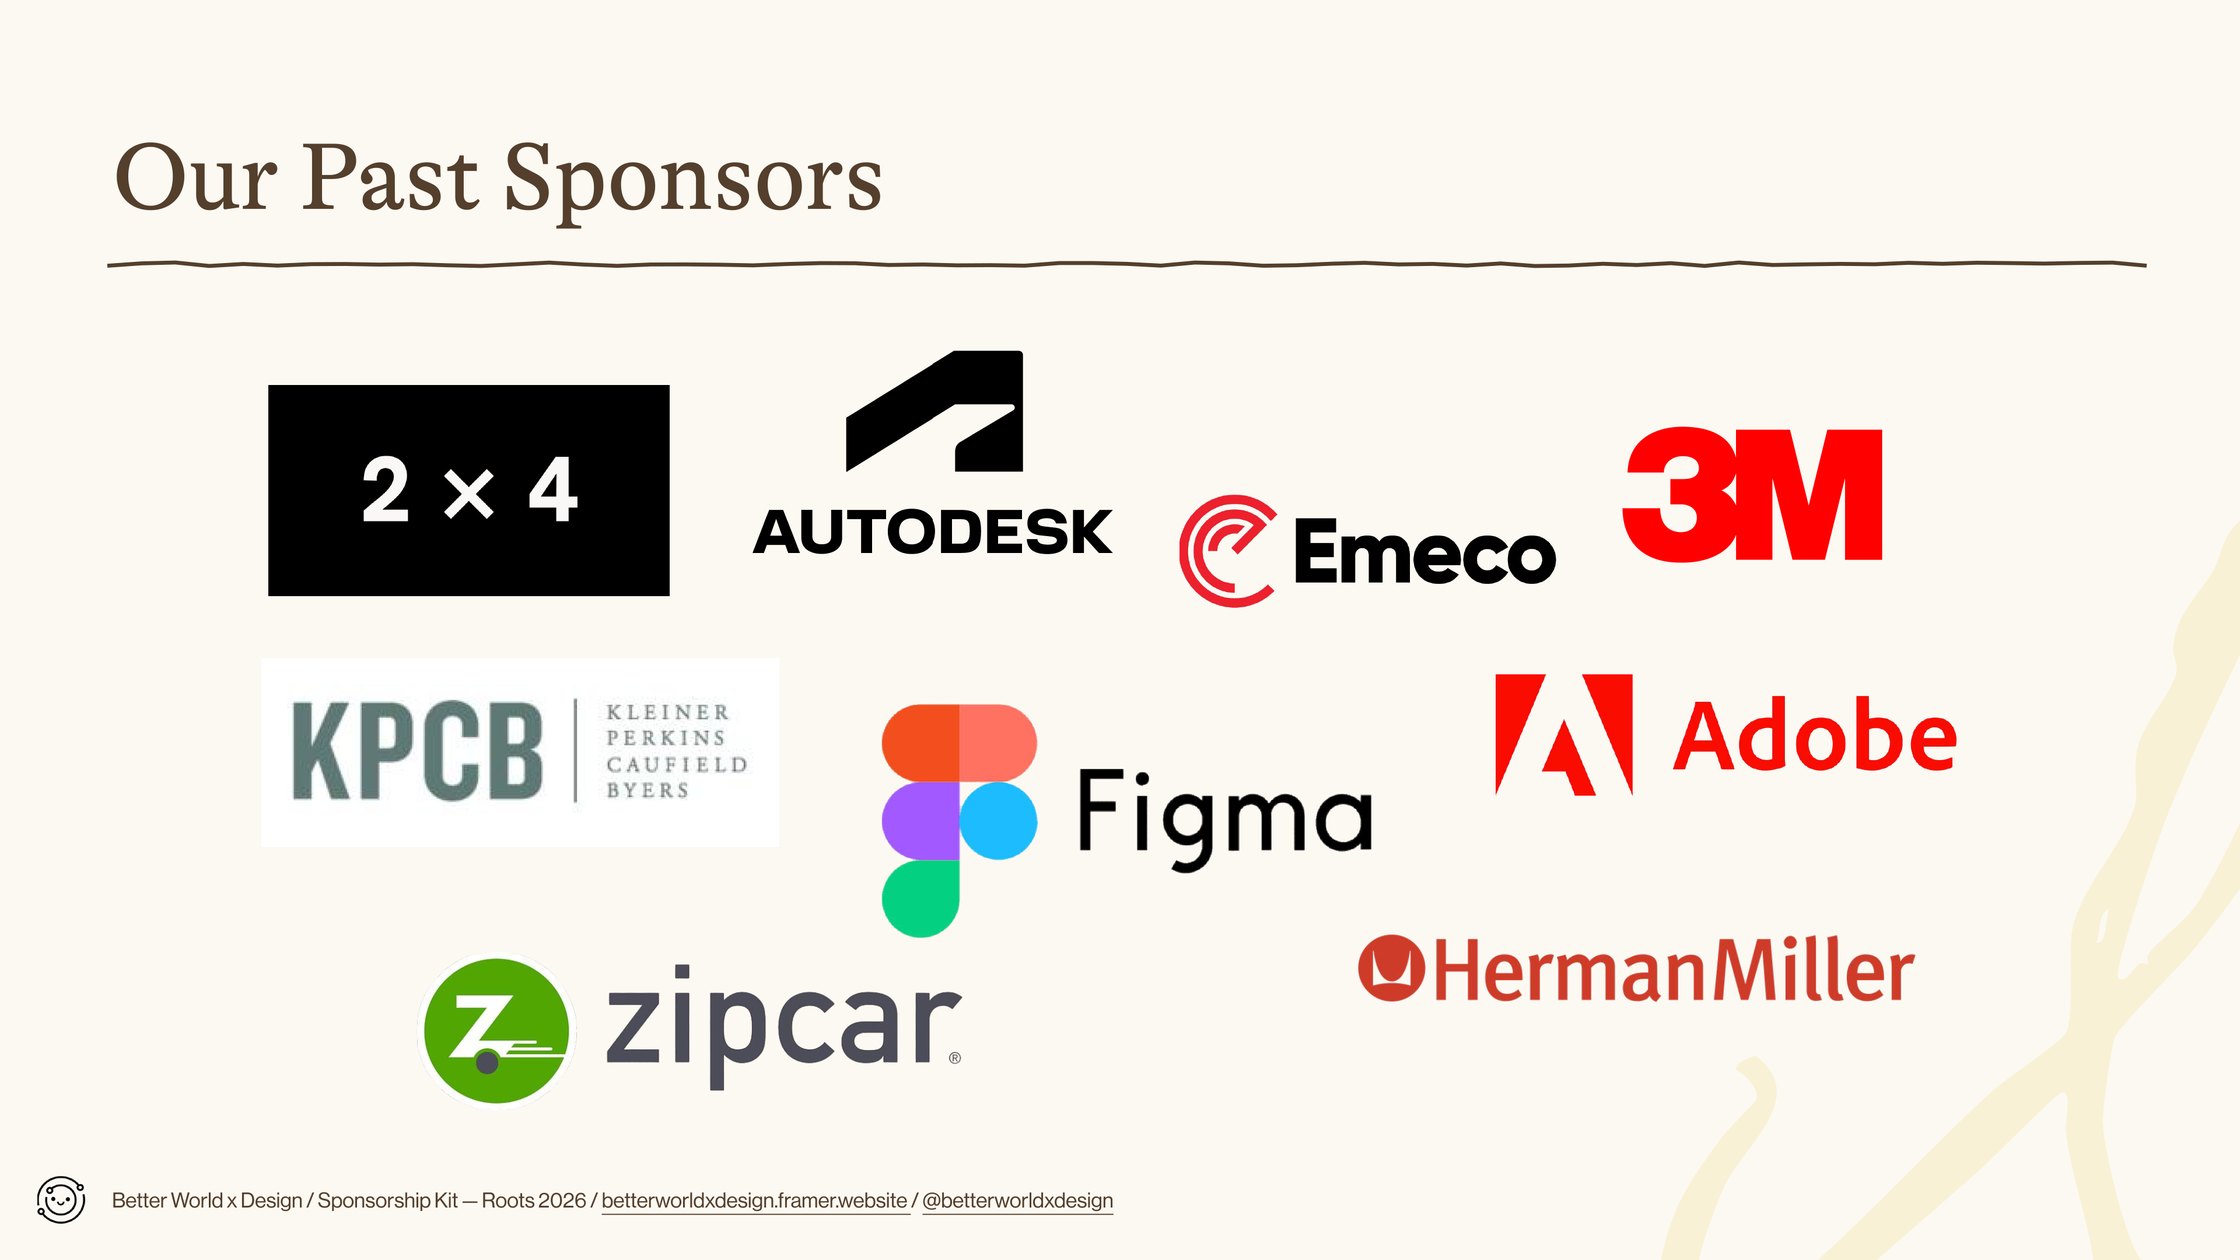 Our Past Sponsors
2 × 4
AUTODESK
Emeco
3M
KPCB
KLEINER
PERKINS
CAUFIELD
BYERS
Figma
Adobe
zipcar®
HermanMiller
Better World x Design / Sponsorship Kit — Roots 2026 / betterworldxdesign.framer.website / @betterworldxdesign